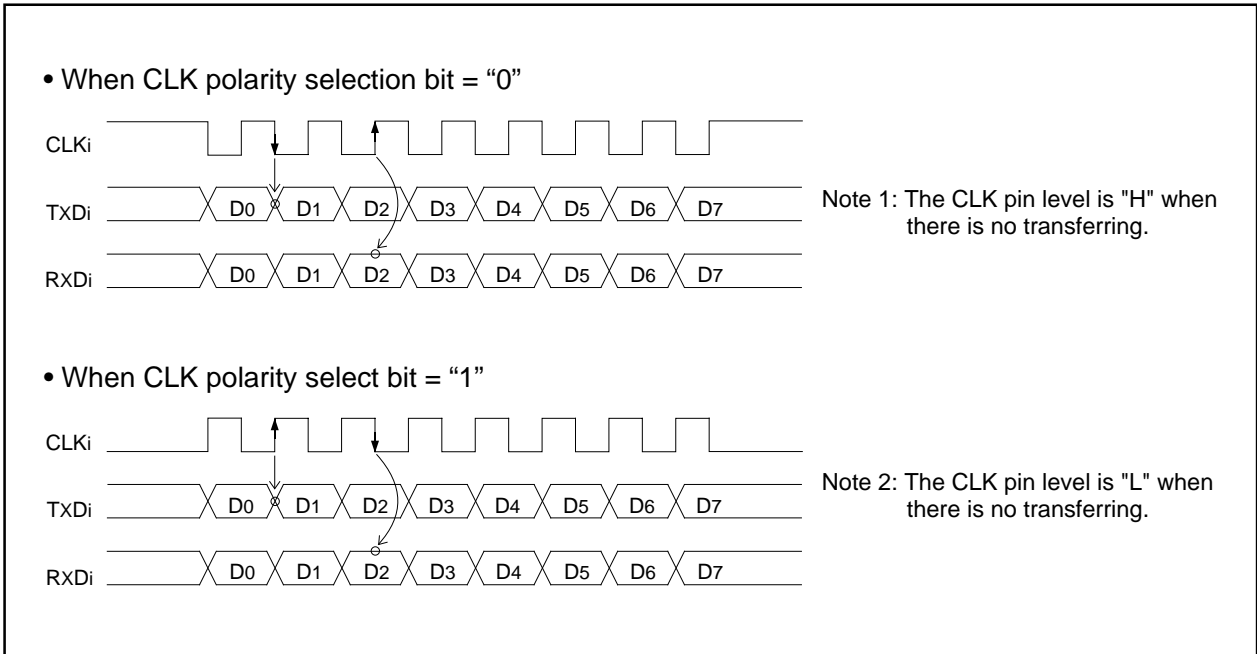 • When CLK polarity selection bit = “0”
CLKi
TXDi D0 D1 D2 D3 D4 D5 D6 D7
RXDi D0 D1 D2 D3 D4 D5 D6 D7
Note 1: The CLK pin level is "H" when
there is no transferring.
• When CLK polarity select bit = “1”
CLKi
TXDi D0 D1 D2 D3 D4 D5 D6 D7
RXDi D0 D1 D2 D3 D4 D5 D6 D7
Note 2: The CLK pin level is "L" when
there is no transferring.